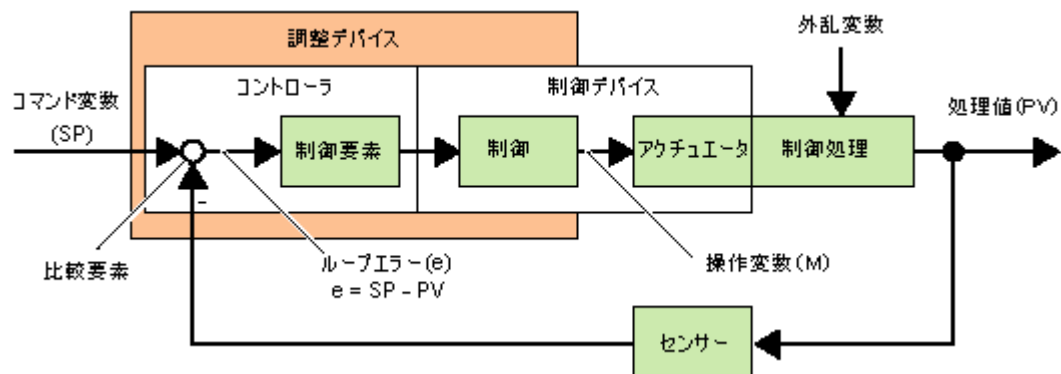 外乱変数
調整デバイス
コントローラ
制御デバイス
コマンド変数
(SP)
処理値(PV)
制御要素
制御
アクチュエータ
制御処理
-
比較要素
ループエラー(e)
e = SP - PV
操作変数(M)
センサー